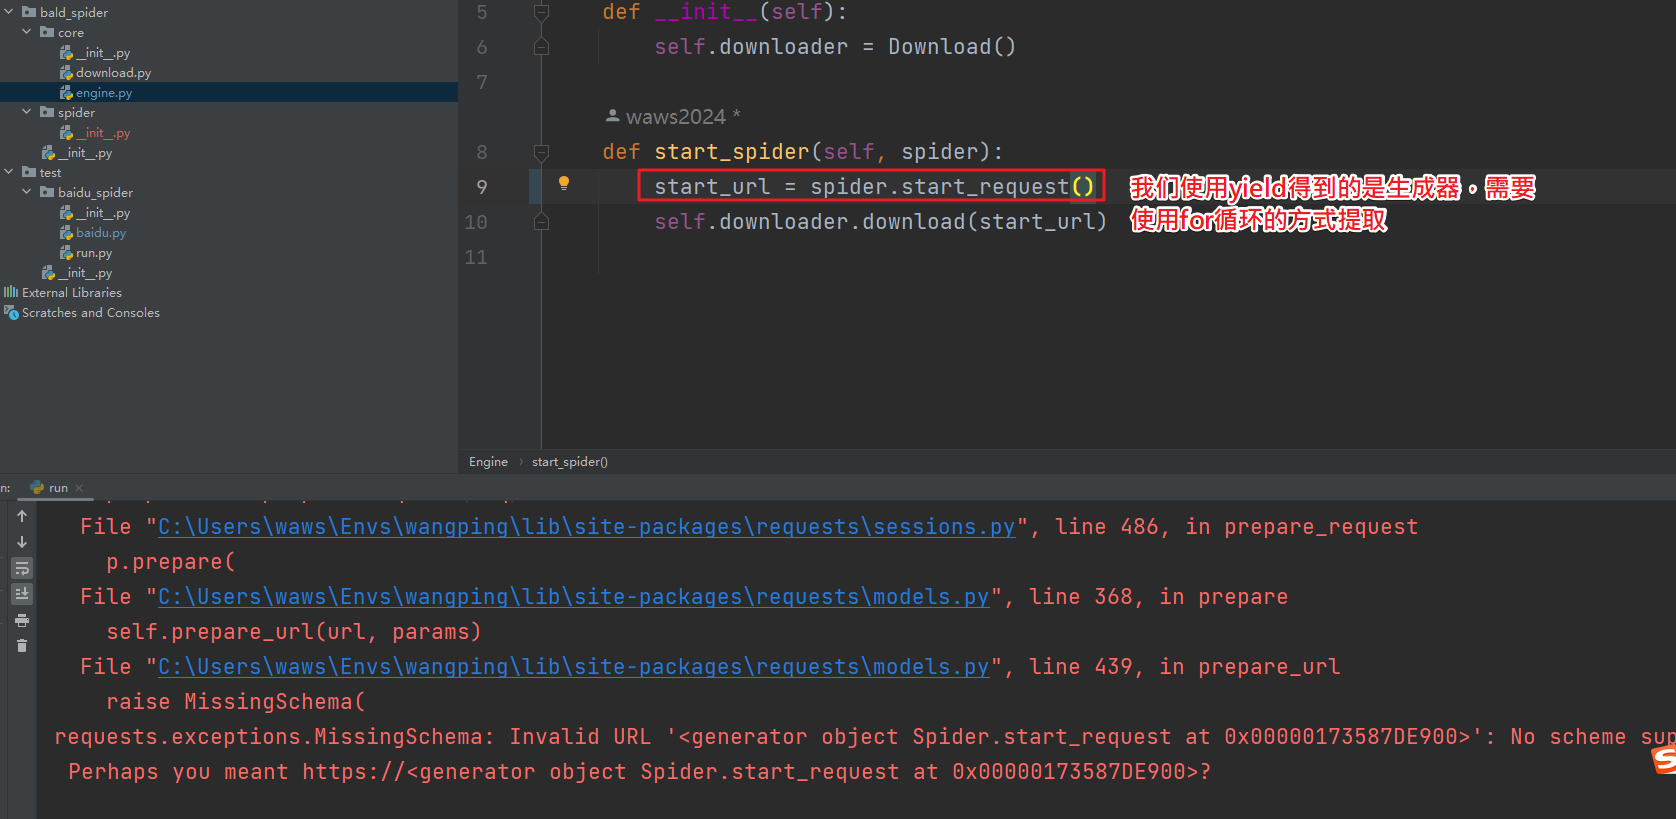 bald_spider
core
__init__.py
download.py
engine.py
spider
__init__.py
__init__.py
test
baidu_spider
__init__.py
baidu.py
run.py
__init__.py
External Libraries
Scratches and Consoles
5 def __init__(self):
6 self.downloader = Download()
7
waws2024 *
8 def start_spider(self, spider):
9 start_url = spider.start_request()
10 self.downloader.download(start_url)
11
我们使用yield得到的是生成器,需要
使用for循环的方式提取
Engine › start_spider()
n: run ×
File "C:\Users\waws\Envs\wangping\lib\site-packages\requests\sessions.py", line 486, in prepare_request
p.prepare(
File "C:\Users\waws\Envs\wangping\lib\site-packages\requests\models.py", line 368, in prepare
self.prepare_url(url, params)
File "C:\Users\waws\Envs\wangping\lib\site-packages\requests\models.py", line 439, in prepare_url
raise MissingSchema(
requests.exceptions.MissingSchema: Invalid URL '<generator object Spider.start_request at 0x00000173587DE900>': No scheme sup
Perhaps you meant https://<generator object Spider.start_request at 0x00000173587DE900>?